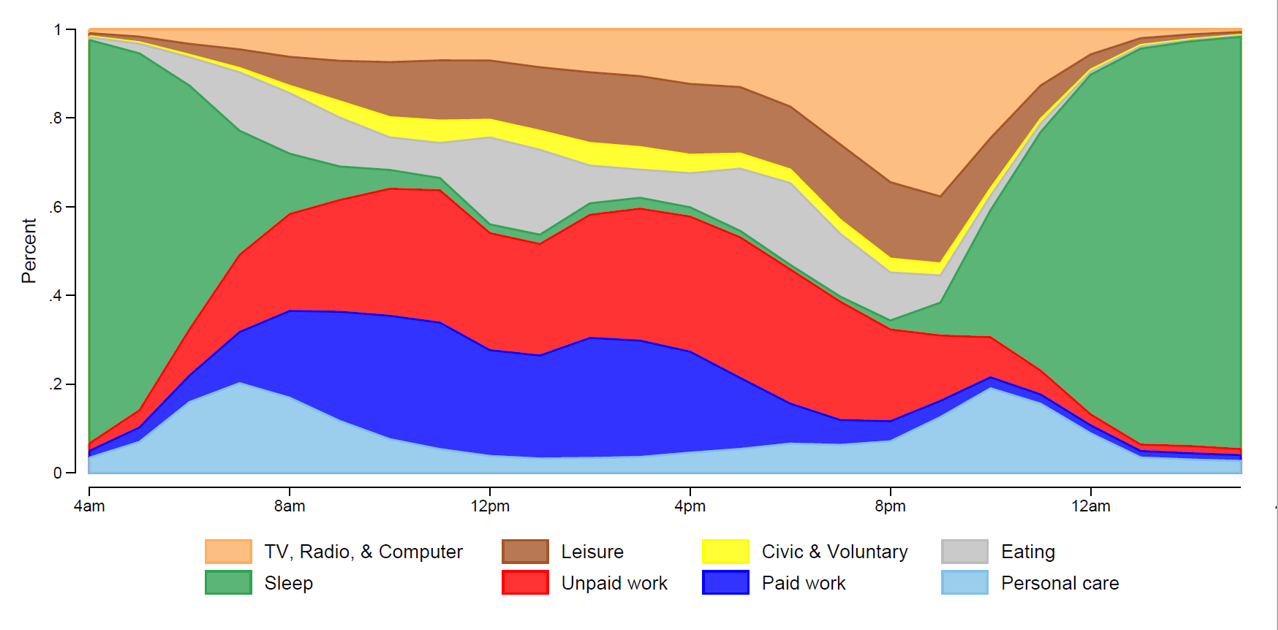 Percent
1
.8
.6
.4
.2
0
4am 8am 12pm 4pm 8pm 12am
TV, Radio, & Computer Leisure Civic & Voluntary Eating
Sleep Unpaid work Paid work Personal care